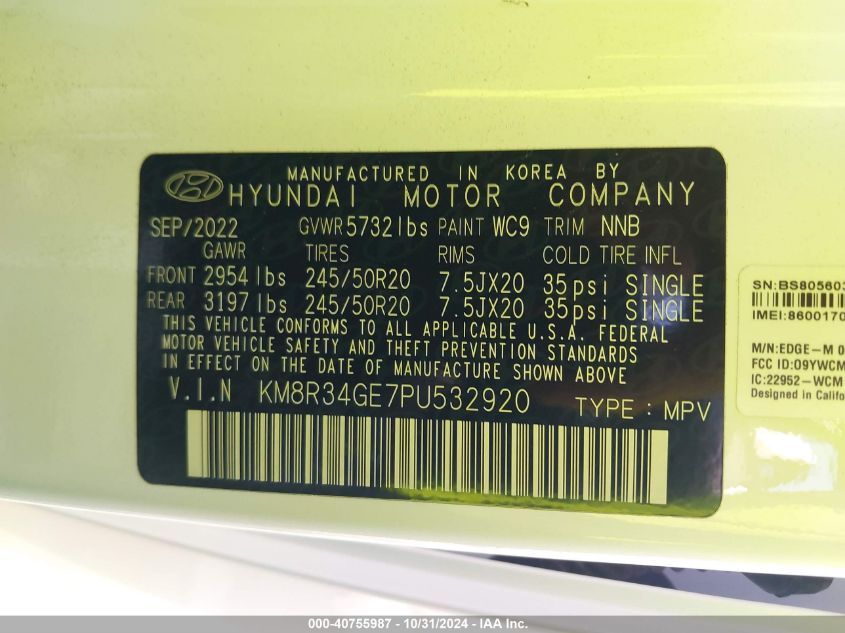 MANUFACTURED IN KOREA BY
HYUNDAI MOTOR COMPANY
SEP/2022 GVWR 5732 lbs PAINT WC9 TRIM NNB
GAWR TIRES RIMS COLD TIRE INFL
FRONT 2954 lbs 245/50R20 7.5JX20 35psi SINGLE
REAR 3197 lbs 245/50R20 7.5JX20 35psi SINGLE
THIS VEHICLE CONFORMS TO ALL APPLICABLE U.S.A. FEDERAL
MOTOR VEHICLE SAFETY AND THEFT PREVENTION STANDARDS
IN EFFECT ON THE DATE OF MANUFACTURE SHOWN ABOVE
V.I.N KM8R34GE7PU532920 TYPE : MPV
SN:BS805603
IMEI:8600170
M/N:EDGE-M 0
FCC ID:O9YWCM
IC:22952-WCM
Designed in Califo
000-40755987 - 10/31/2024 - IAA Inc.